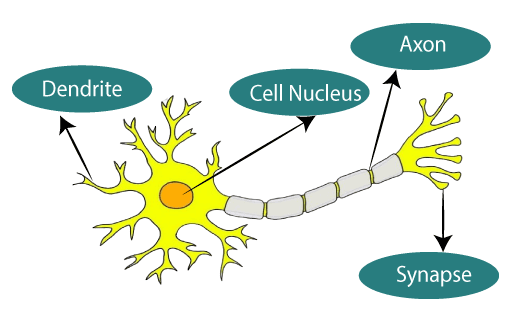 Axon
Dendrite
Cell Nucleus
Synapse